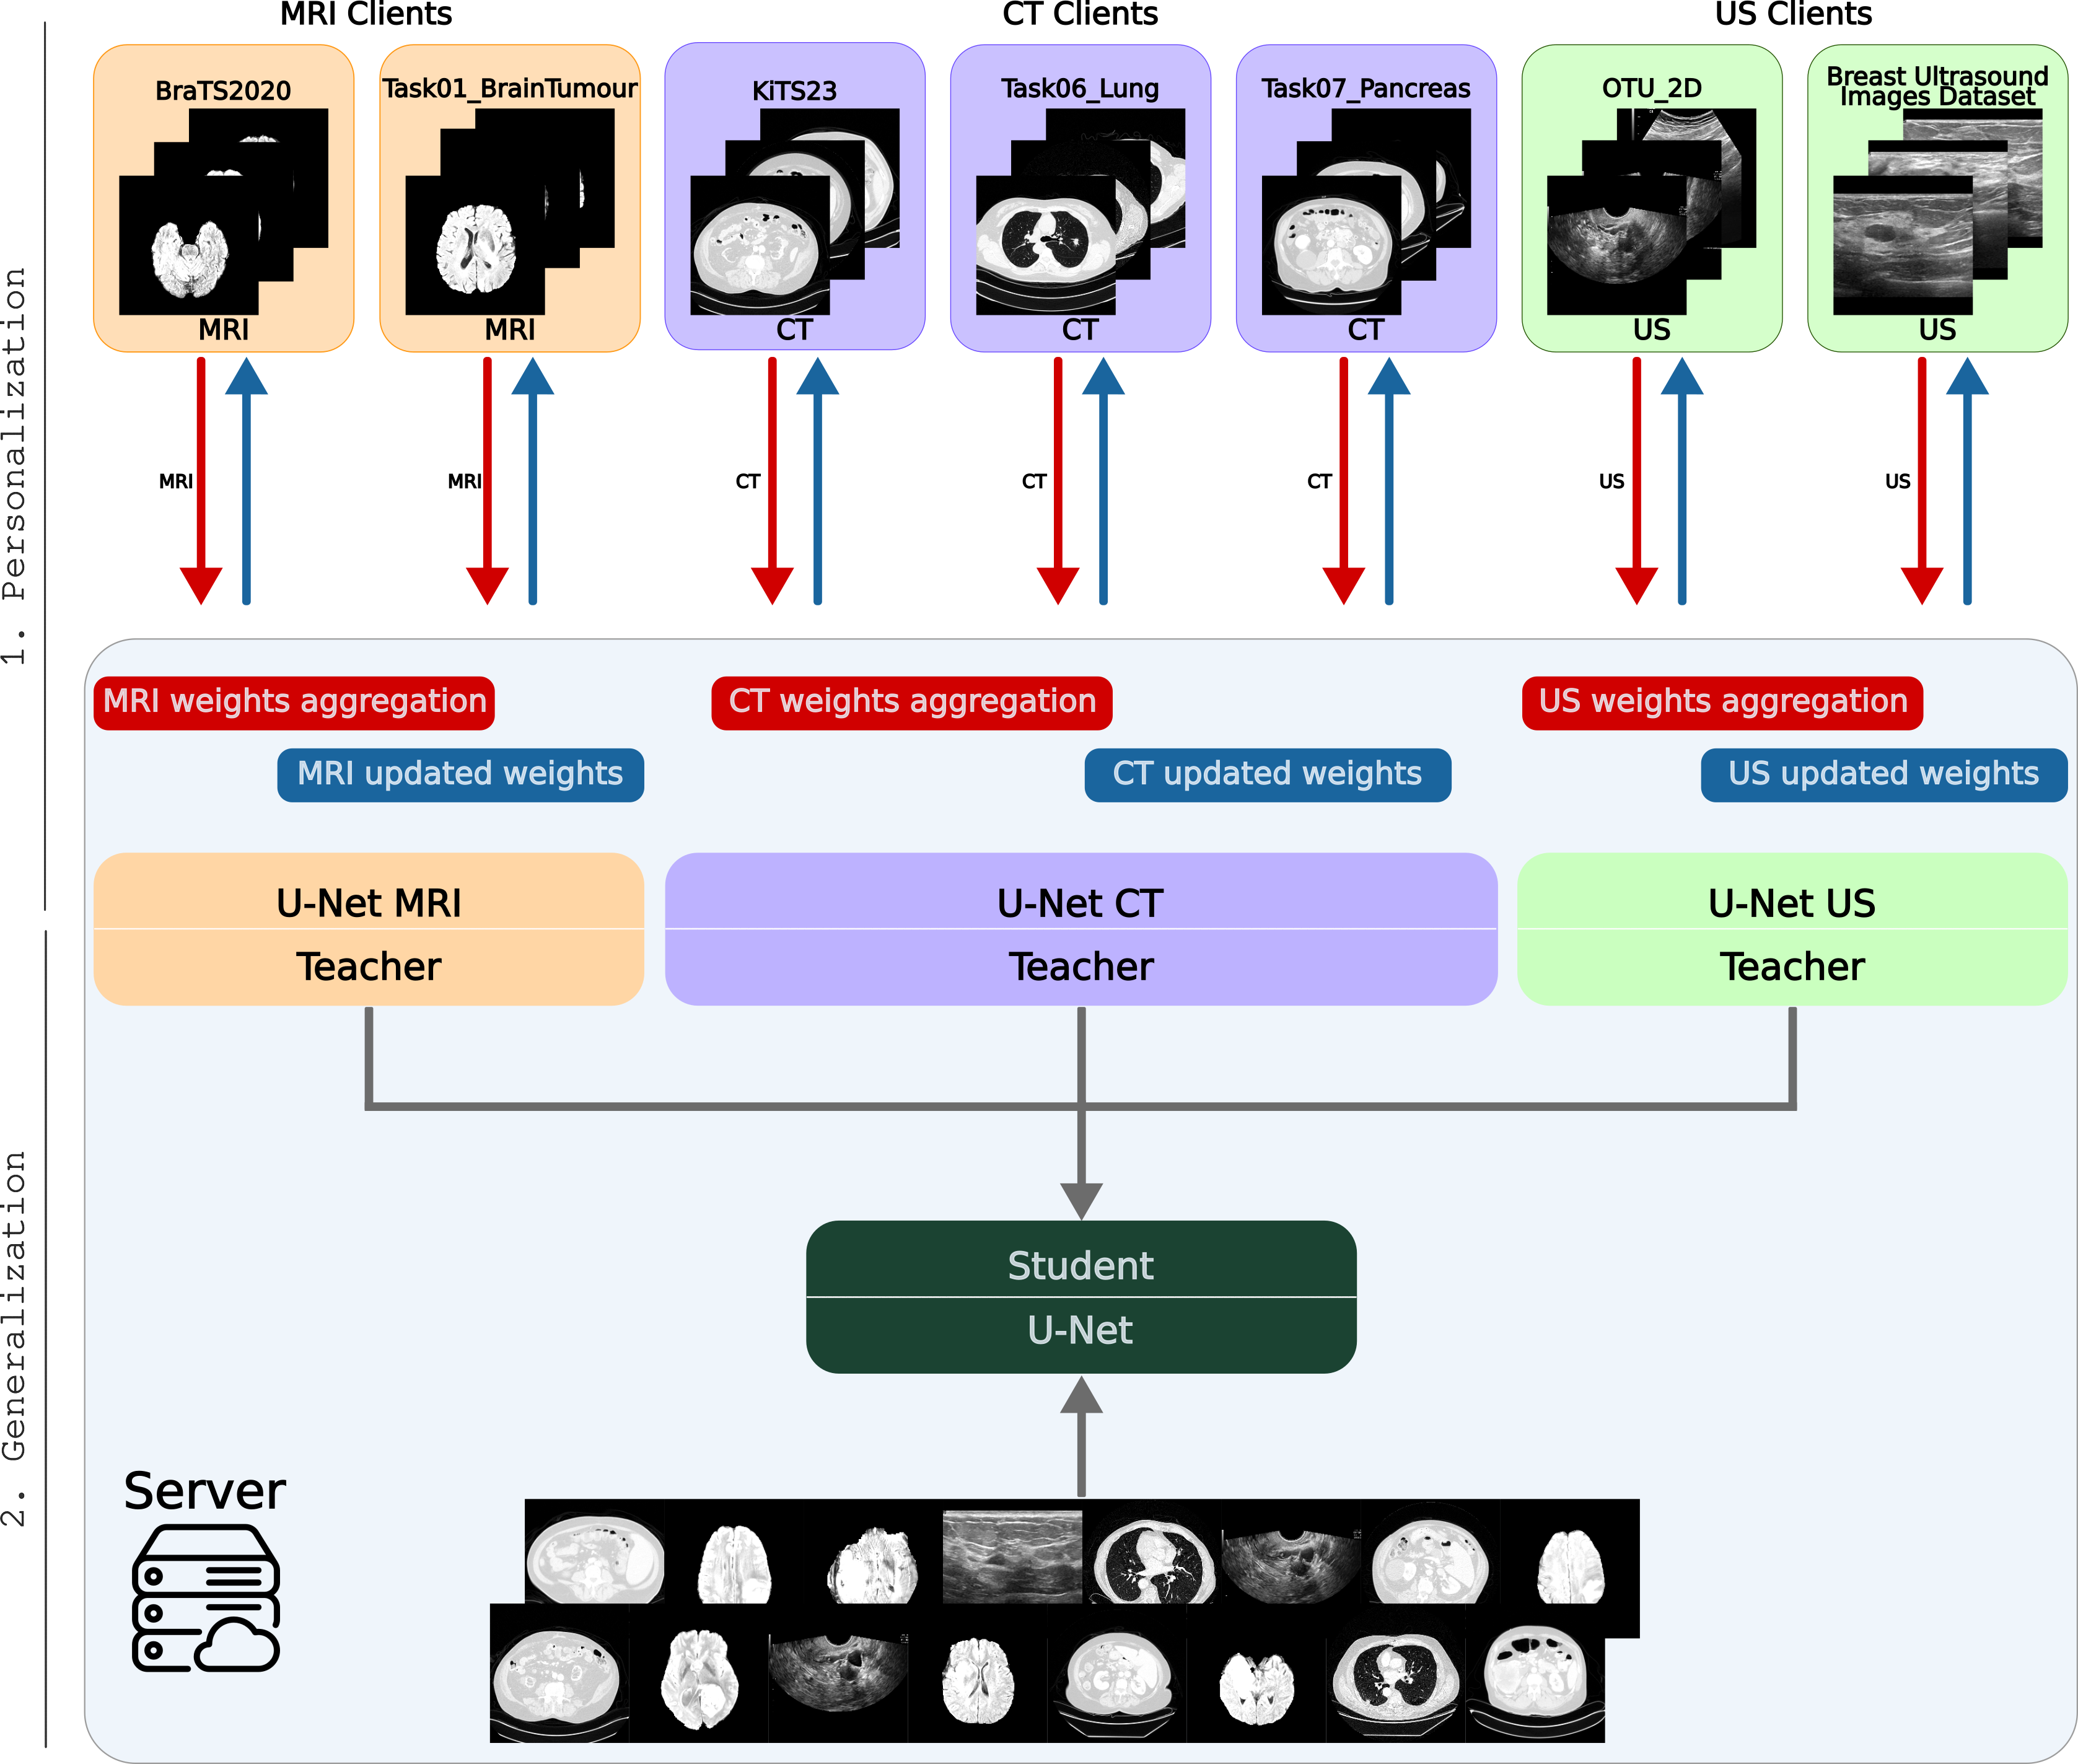 MRI Clients
CT Clients
US Clients
BraTS2020
Task01_BrainTumour
KiTS23
Task06_Lung
Task07_Pancreas
OTU_2D
Breast Ultrasound
Images Dataset
MRI
MRI
CT
CT
CT
US
US
1. Personalization
MRI
MRI
CT
CT
CT
US
US
MRI weights aggregation
CT weights aggregation
US weights aggregation
MRI updated weights
CT updated weights
US updated weights
U-Net MRI
Teacher
U-Net CT
Teacher
U-Net US
Teacher
2. Generalization
Student
U-Net
Server